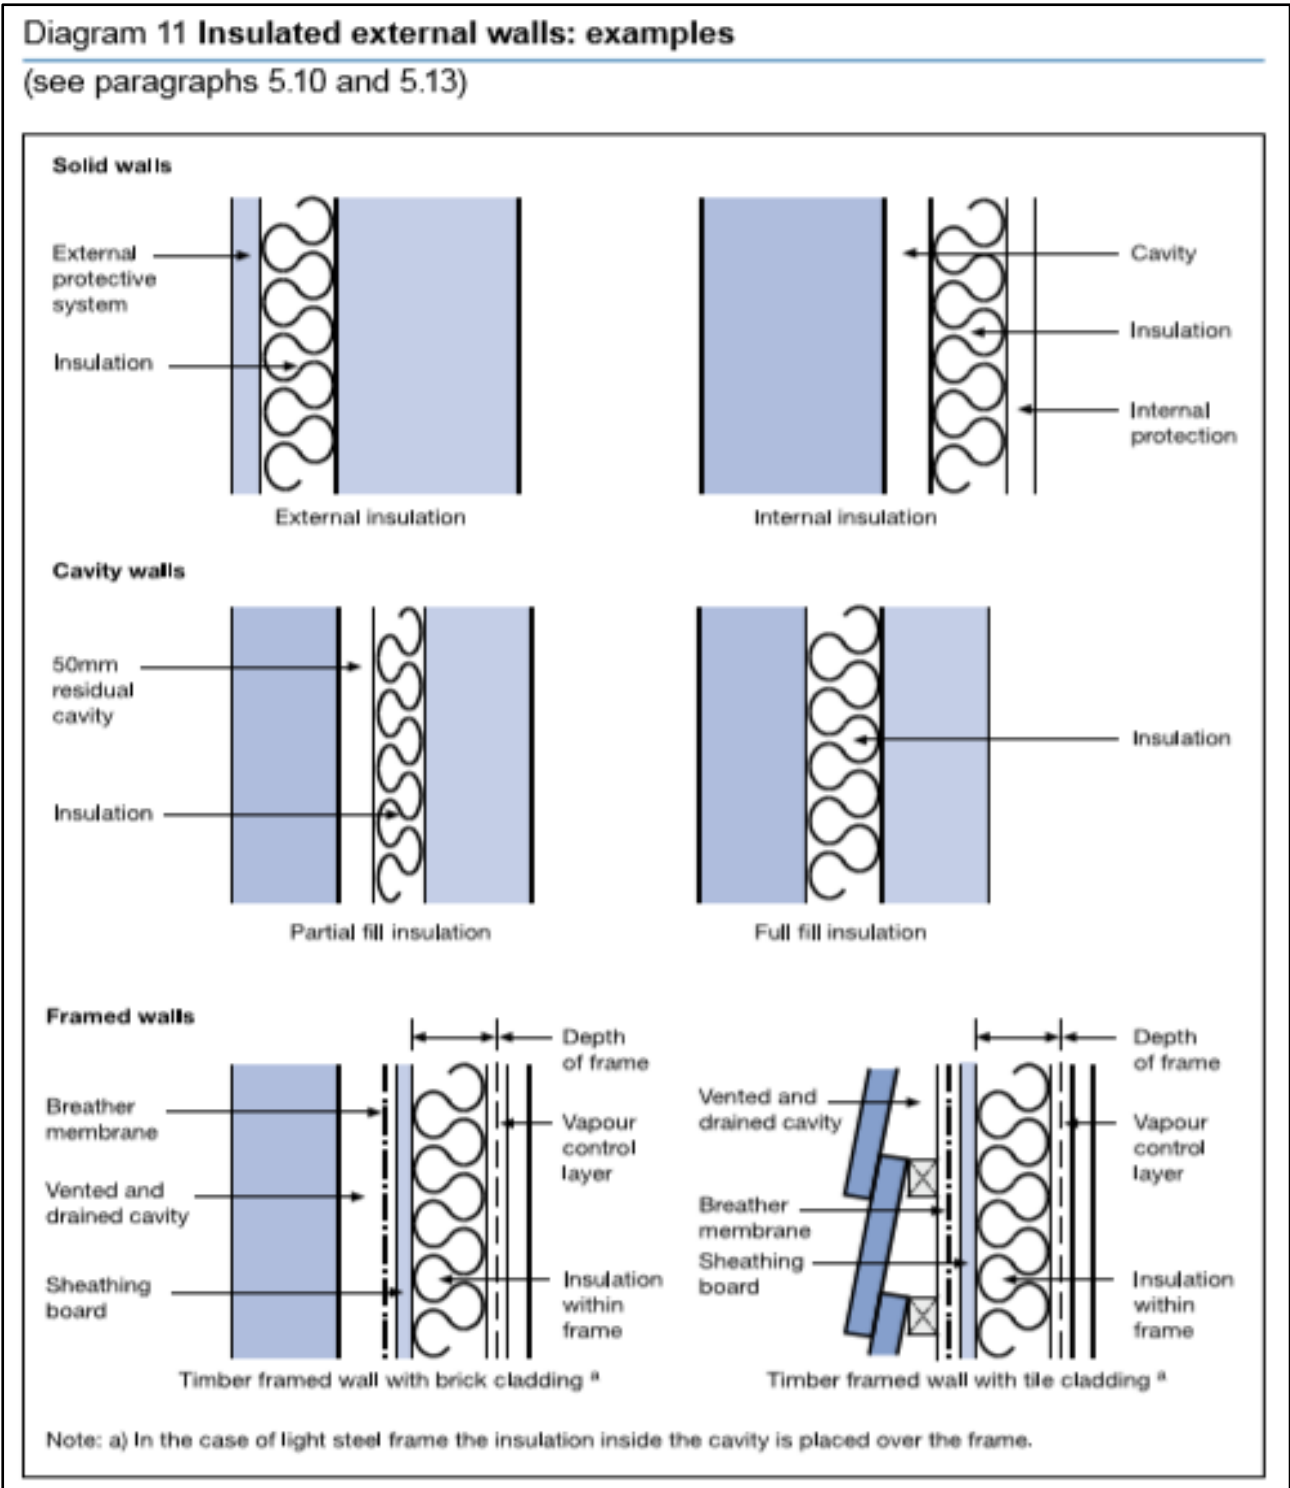 Diagram 11 Insulated external walls: examples
(see paragraphs 5.10 and 5.13)
Solid walls
External
protective
system
Insulation
External insulation
Cavity
Insulation
Internal
protection
Internal insulation
Cavity walls
50mm
residual
cavity
Insulation
Partial fill insulation
Insulation
Full fill insulation
Framed walls
Depth
of frame
Breather
membrane
Vapour
control
layer
Vented and
drained cavity
Sheathing
board
Insulation
within
frame
Timber framed wall with brick cladding a
Depth
of frame
Vented and
drained cavity
Vapour
control
layer
Breather
membrane
Sheathing
board
Insulation
within
frame
Timber framed wall with tile cladding a
Note: a) In the case of light steel frame the insulation inside the cavity is placed over the frame.